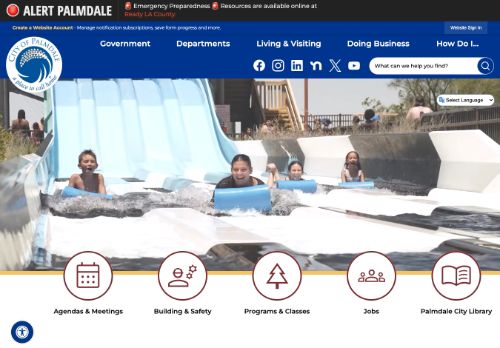 ALERT PALMDALE
🚨 Emergency Preparedness 🚨 Resources are available online at
Ready LA County.
Create a Website Account - Manage notification subscriptions, save form progress and more.
Website Sign In
CITY OF PALMDALE
a place to call home
Government
Departments
Living & Visiting
Doing Business
How Do I...
What can we help you find?
Select Language
Agendas & Meetings
Building & Safety
Programs & Classes
Jobs
Palmdale City Library